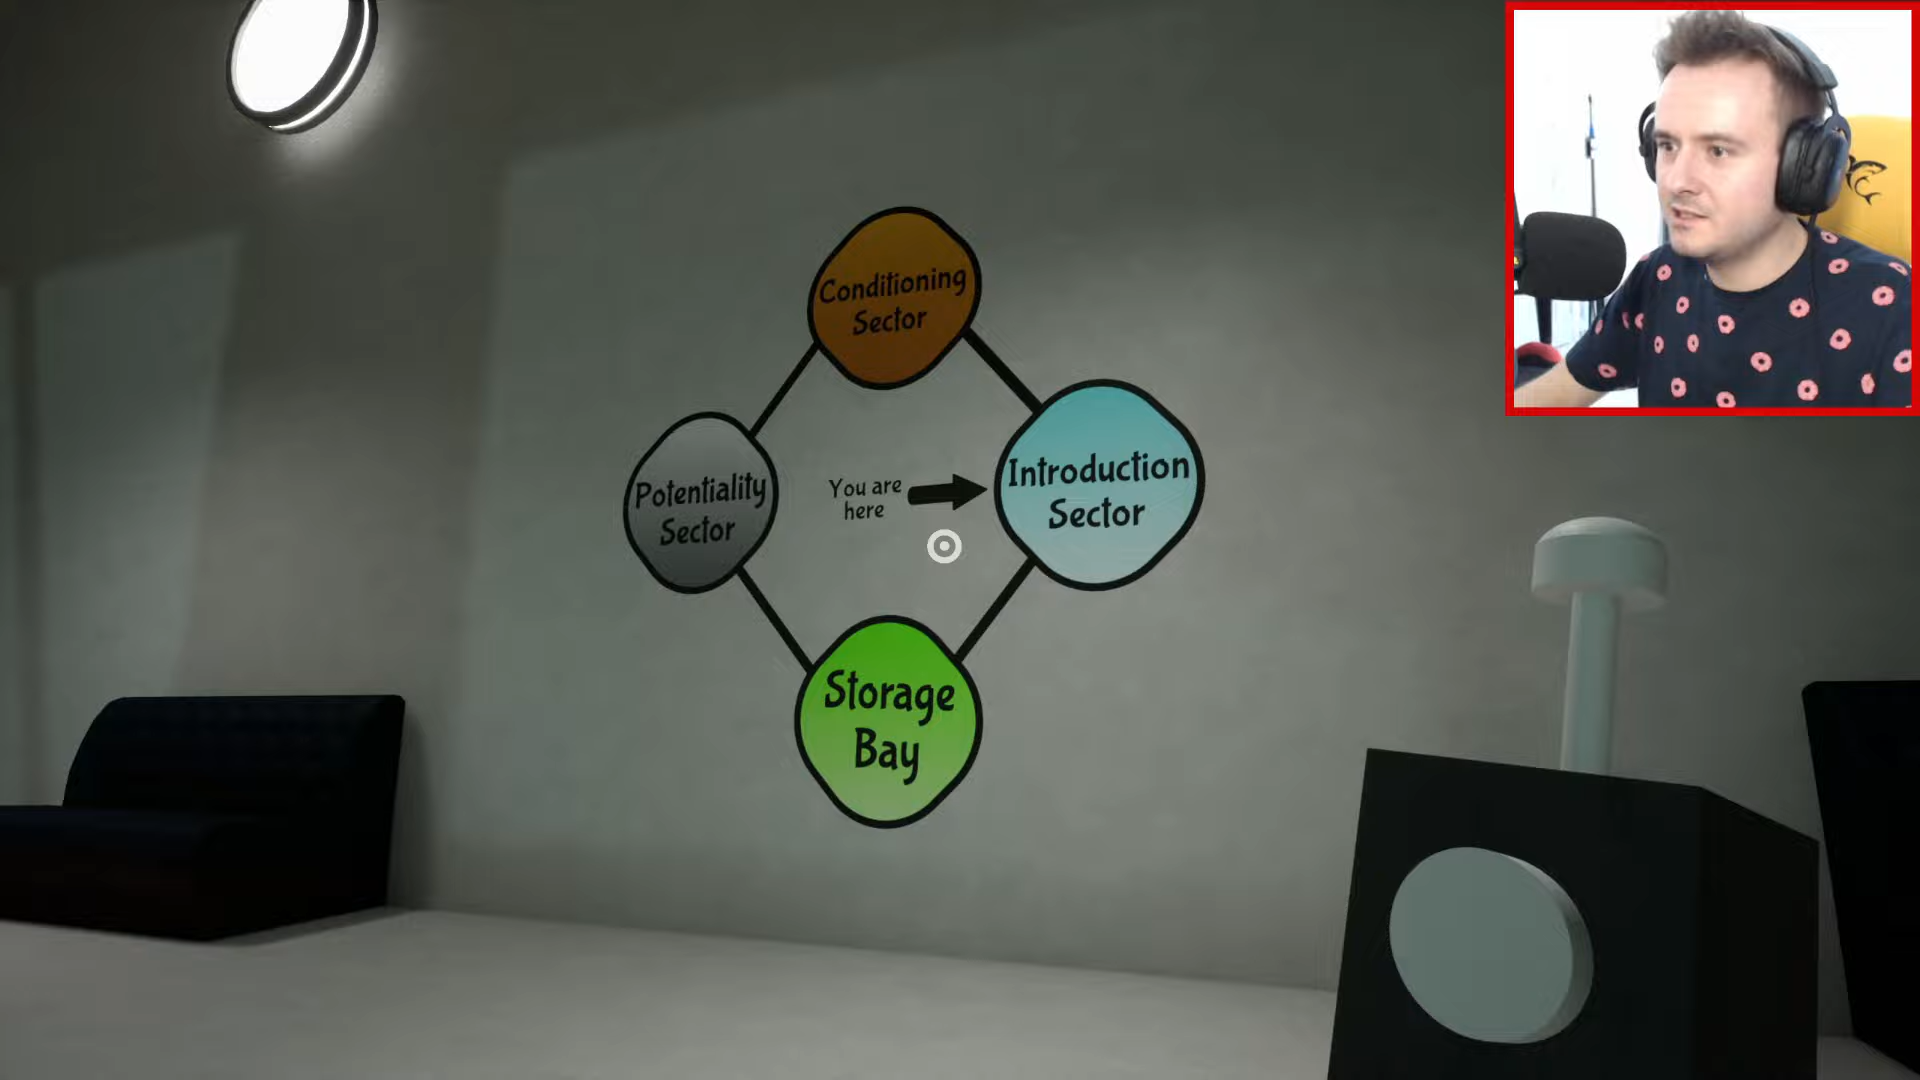 Conditioning
Sector
Potentiality
Sector
You are
here
Introduction
Sector
Storage
Bay